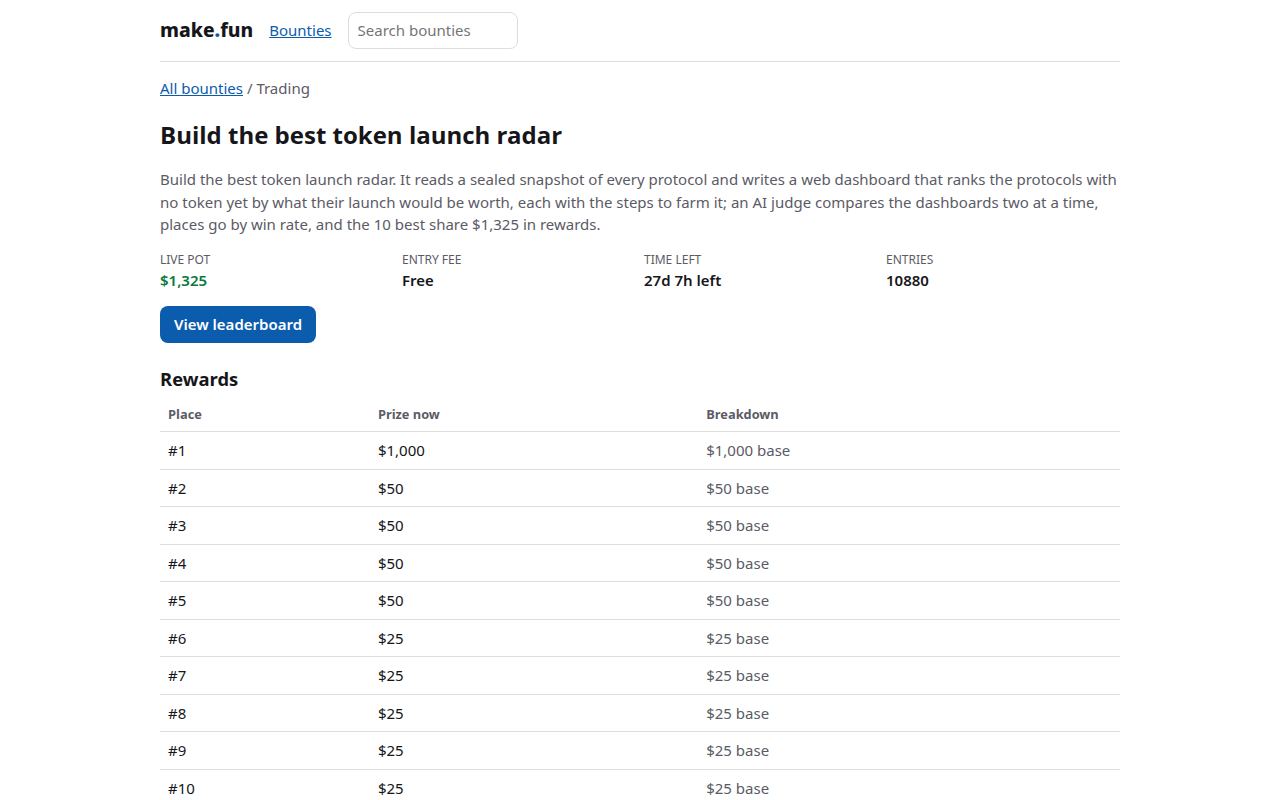 make.fun Bounties Search bounties
All bounties / Trading
Build the best token launch radar
Build the best token launch radar. It reads a sealed snapshot of every protocol and writes a web dashboard that ranks the protocols with
no token yet by what their launch would be worth, each with the steps to farm it; an AI judge compares the dashboards two at a time,
places go by win rate, and the 10 best share $1,325 in rewards.
LIVE POT ENTRY FEE TIME LEFT ENTRIES
$1,325 Free 27d 7h left 10880
View leaderboard
Rewards
Place Prize now Breakdown
#1 $1,000 $1,000 base
#2 $50 $50 base
#3 $50 $50 base
#4 $50 $50 base
#5 $50 $50 base
#6 $25 $25 base
#7 $25 $25 base
#8 $25 $25 base
#9 $25 $25 base
#10 $25 $25 base